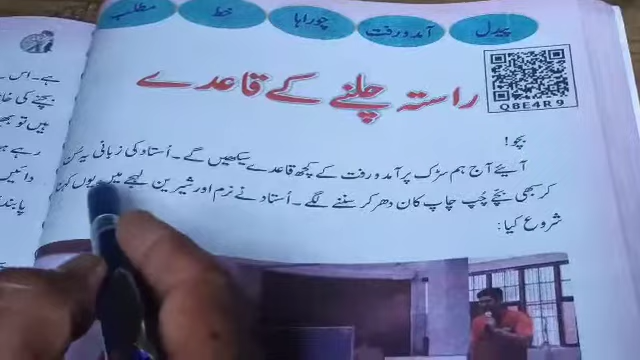 پیدل
آمد و رفت
چوراہا
خط
مطلب
Q8E4R9
راستہ چلنے کے قاعدے
بچو!
آیئے آج ہم سڑک پر آمد و رفت کے کچھ قاعدے سیکھیں گے۔ اُستاد کی زبانی یہ سُن
کر سبھی بچے چُپ چاپ کان دھر کر سننے لگے۔ اُستاد نے نرم اور شیریں لہجے میں یوں
شروع کیا: